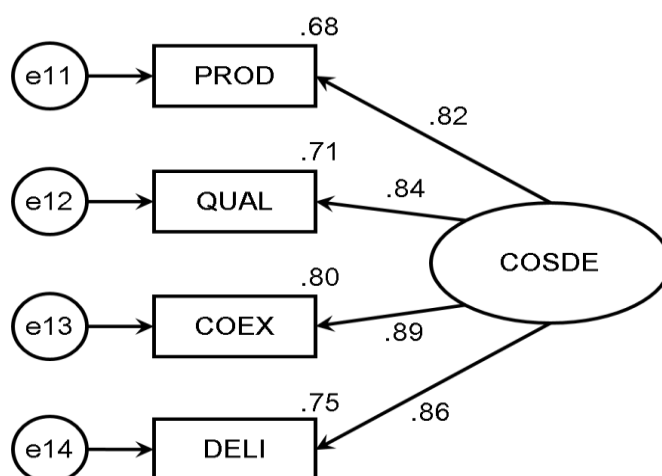 .68
e11 PROD
.82
.71
e12 QUAL .84
COSDE
.80
e13 COEX .89
.75
e14 DELI .86